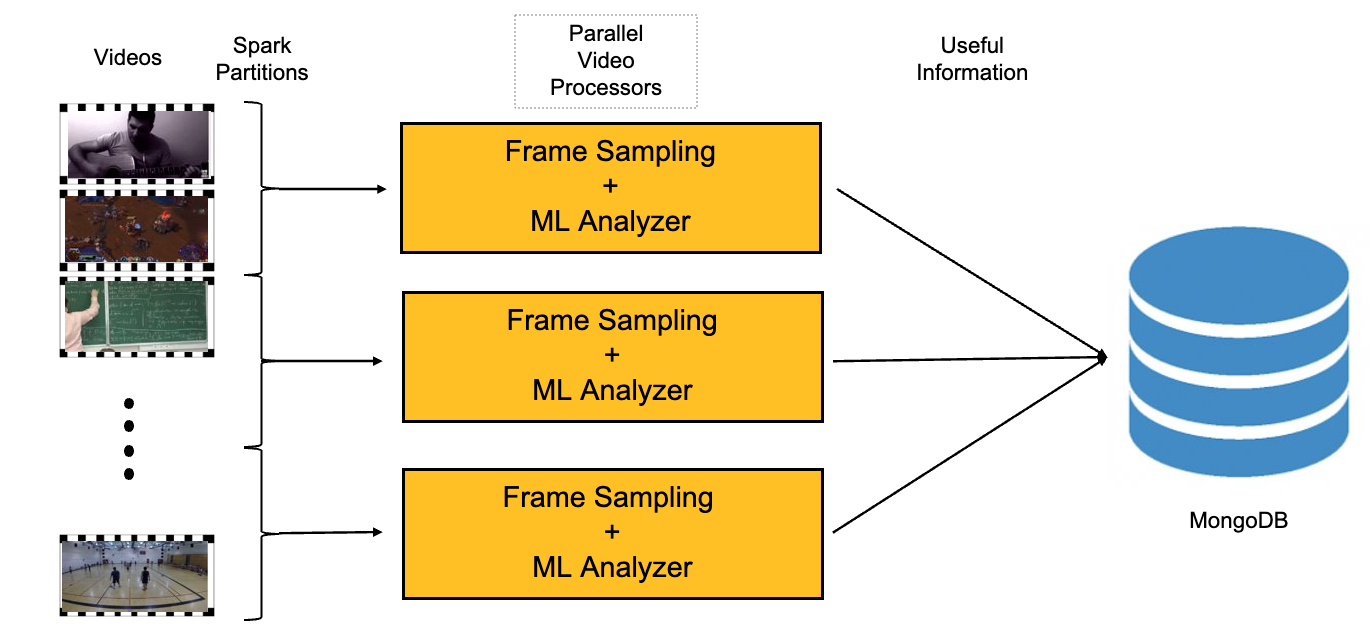 Videos
Spark
Partitions
Parallel
Video
Processors
Useful
Information
Frame Sampling
+
ML Analyzer
Frame Sampling
+
ML Analyzer
Frame Sampling
+
ML Analyzer
MongoDB